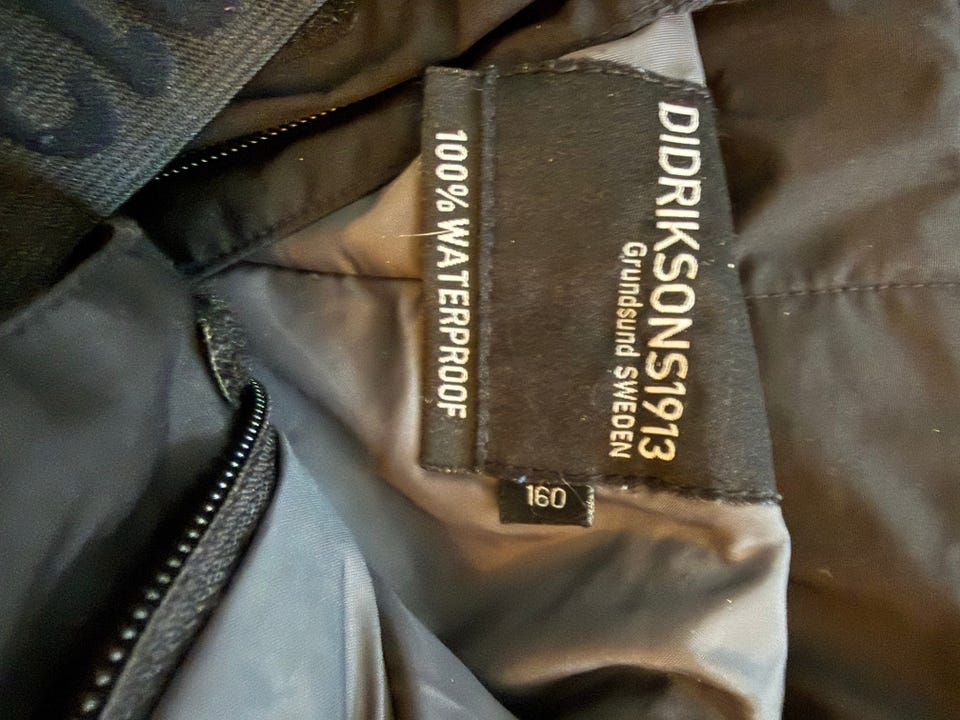 DIDRIKSONS1913
Grundsund SWEDEN
100% WATERPROOF
160